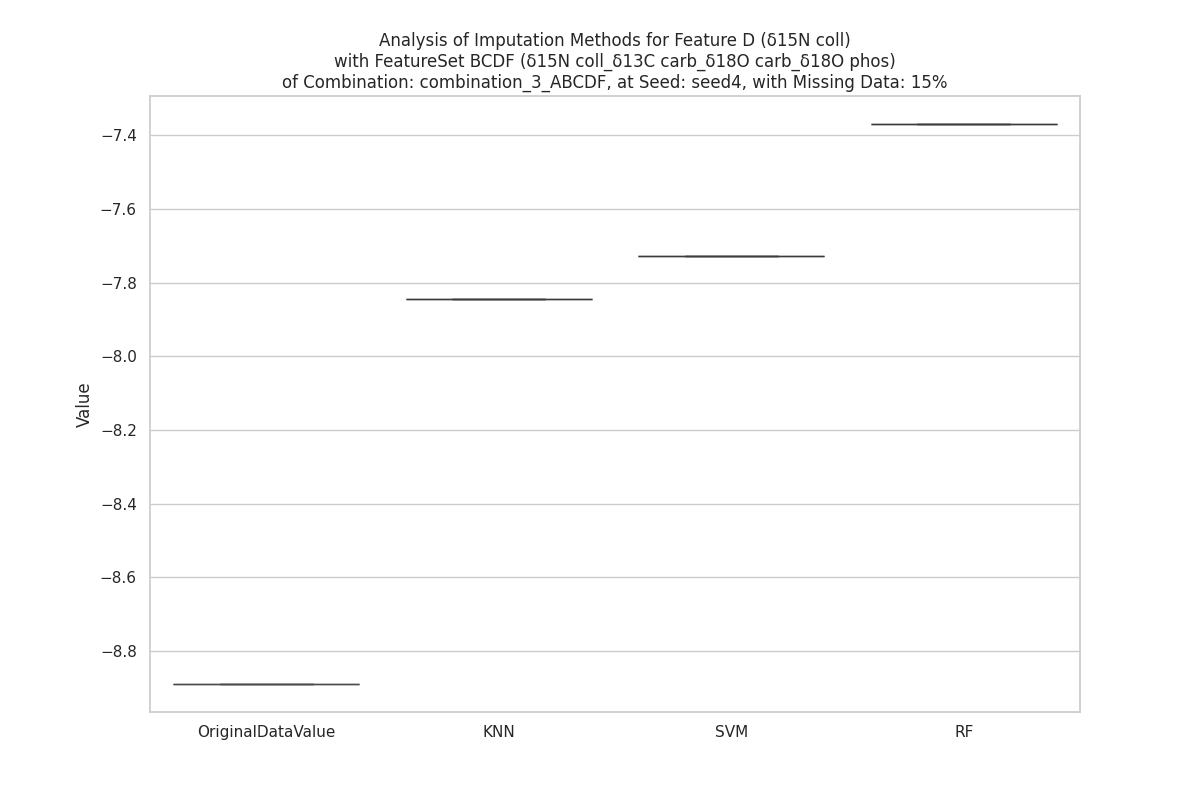 Analysis of Imputation Methods for Feature D (δ15N coll)
with FeatureSet BCDF (δ15N coll_δ13C carb_δ18O carb_δ18O phos)
of Combination: combination_3_ABCDF, at Seed: seed4, with Missing Data: 15%
−7.4
−7.6
−7.8
−8.0
−8.2
−8.4
−8.6
−8.8
Value
OriginalDataValue
KNN
SVM
RF